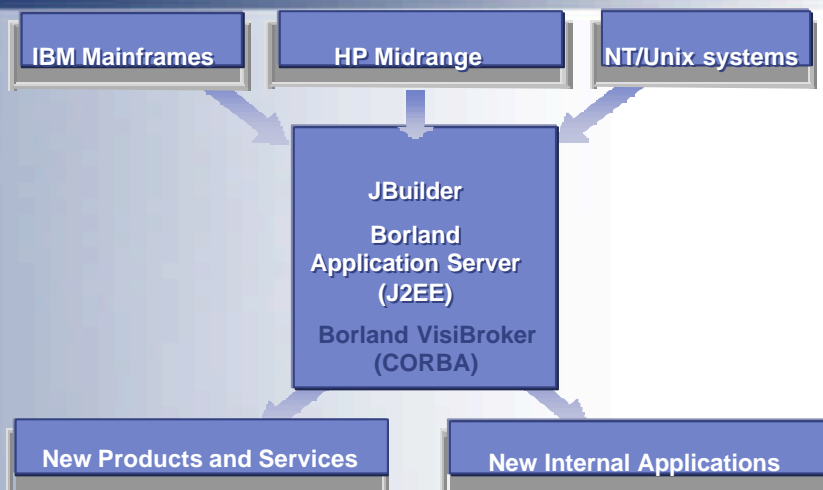 IBM Mainframes
HP Midrange
NT/Unix systems
JBuilder
Borland
Application Server
(J2EE)
Borland VisiBroker
(CORBA)
New Products and Services
New Internal Applications